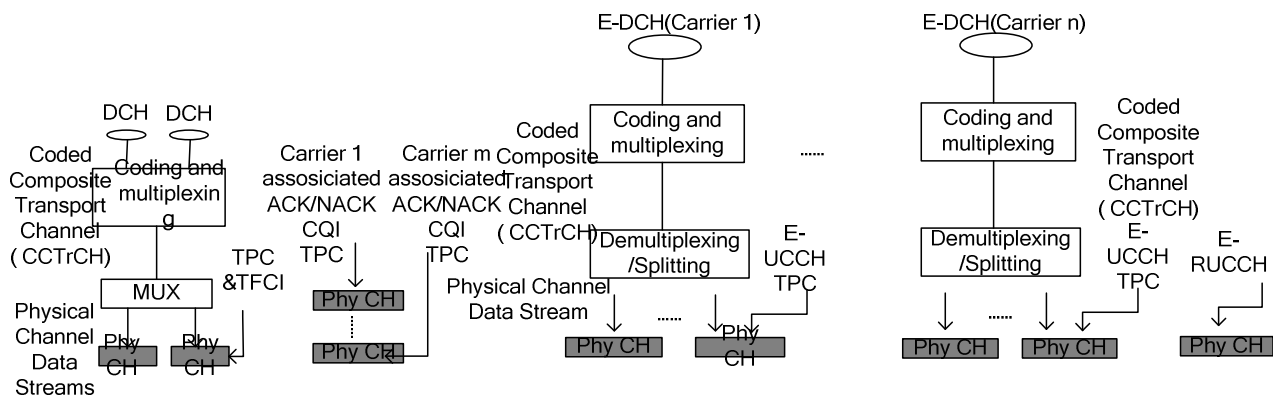 DCH
DCH
Coded
Composite
Transport
Channel
( CCTrCH)
Coding and
multiplexin
g
MUX
TPC
&TFCI
Physical
Channel
Data
Streams
Phy
CH
Phy
CH
Carrier 1
assosiciated
ACK/NACK
CQI
TPC
Carrier m
assosiciated
ACK/NACK
CQI
TPC
Phy CH
Phy CH
E-DCH(Carrier 1)
Coded
Composite
Transport
Channel
( CCTrCH)
Coding and
multiplexing
......
Demultiplexing
/Splitting
E-
UCCH
TPC
Physical Channel
Data Stream
......
Phy CH
Phy
CH
E-DCH(Carrier n)
Coding and
multiplexing
Coded
Composite
Transport
Channel
( CCTrCH)
Demultiplexing
/Splitting
E-
UCCH
TPC
E-
RUCCH
......
Phy CH
Phy CH
Phy CH